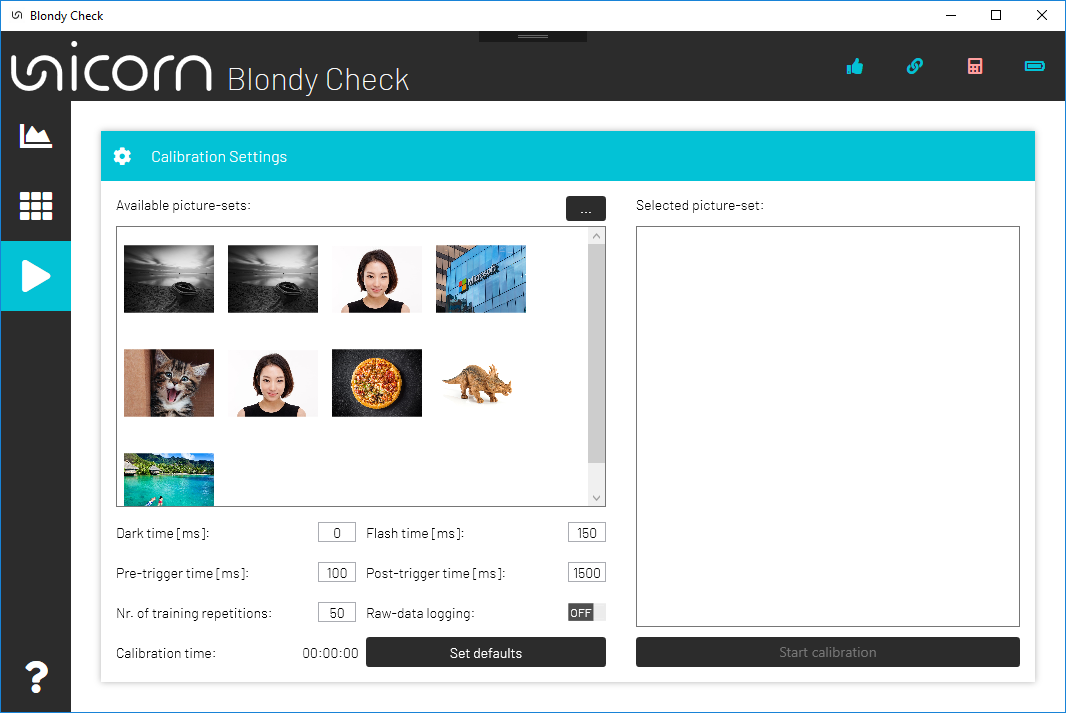 Blondy Check
unicorn Blondy Check
Calibration Settings
Available picture-sets:
...
Selected picture-set:
Microsoft
Dark time [ms]:
0
Flash time [ms]:
150
Pre-trigger time [ms]:
100
Post-trigger time [ms]:
1500
Nr. of training repetitions:
50
Raw-data logging:
OFF
Calibration time:
00:00:00
Set defaults
Start calibration
?